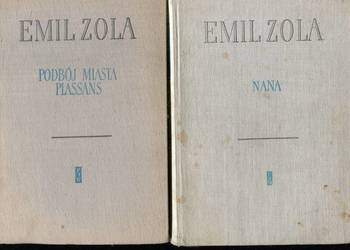 EMIL ZOLA
PODBÓJ MIASTA
PLASSANS
EMIL ZOLA
NANA